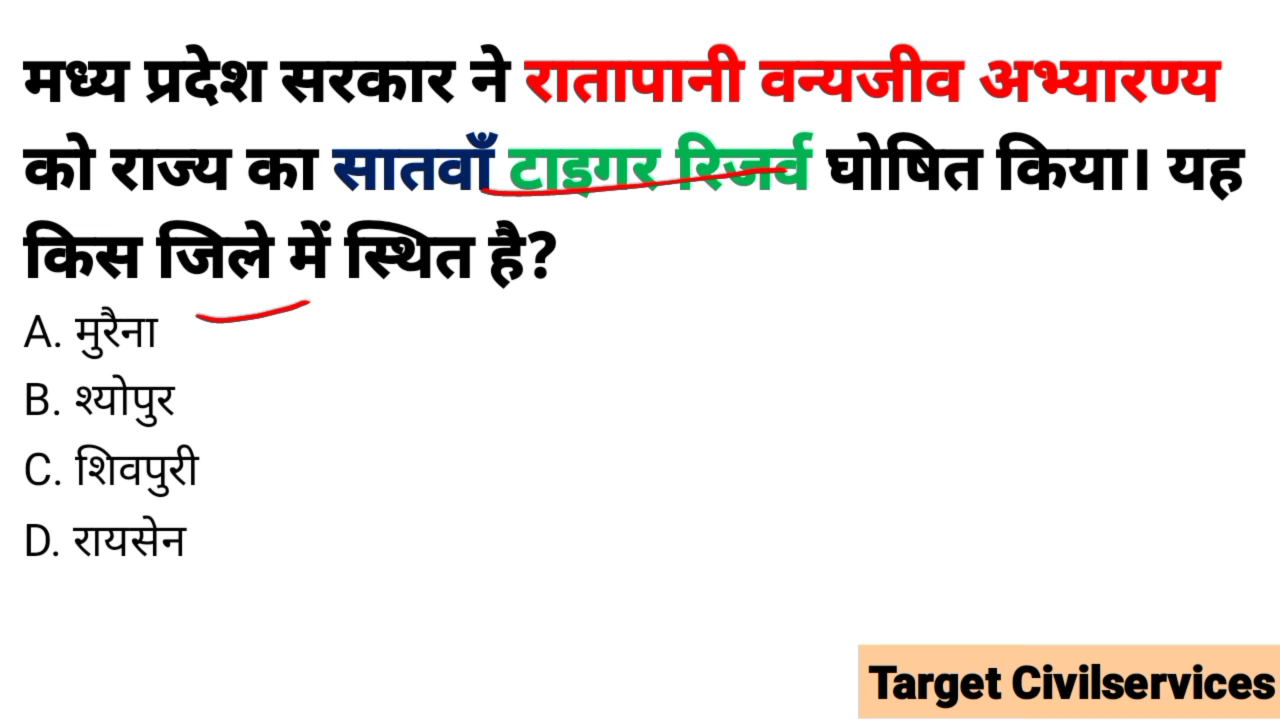 मध्य प्रदेश सरकार ने रातापानी वन्यजीव अभ्यारण्य
को राज्य का सातवाँ टाइगर रिजर्व घोषित किया। यह
किस जिले में स्थित है?
A. मुरैना
B. श्योपुर
C. शिवपुरी
D. रायसेन
Target Civilservices